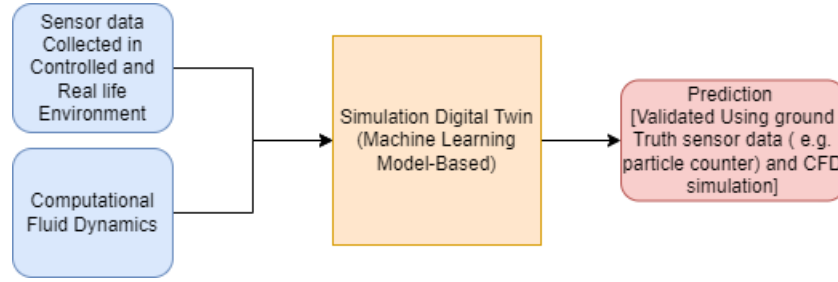 Sensor data
Collected in
Controlled and
Real life
Environment
Computational
Fluid Dynamics
Simulation Digital Twin
(Machine Learning
Model-Based)
Prediction
[Validated Using ground
Truth sensor data ( e.g.
particle counter) and CFD
simulation]